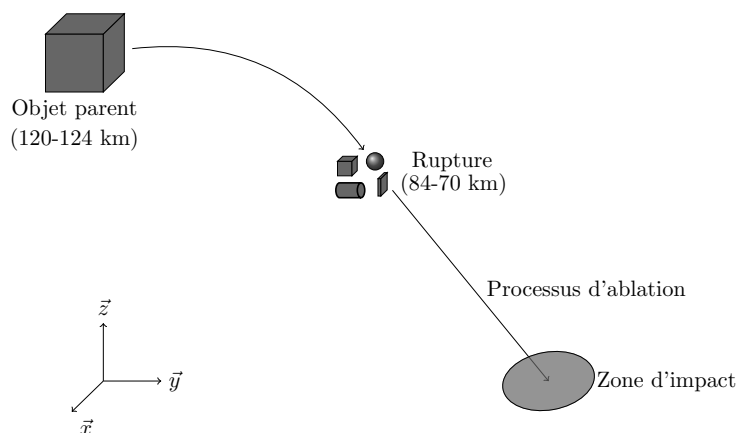 Objet parent
(120-124 km)
Rupture
(84-70 km)
Processus d'ablation
Zone d'impact
z⃗
y⃗
x⃗